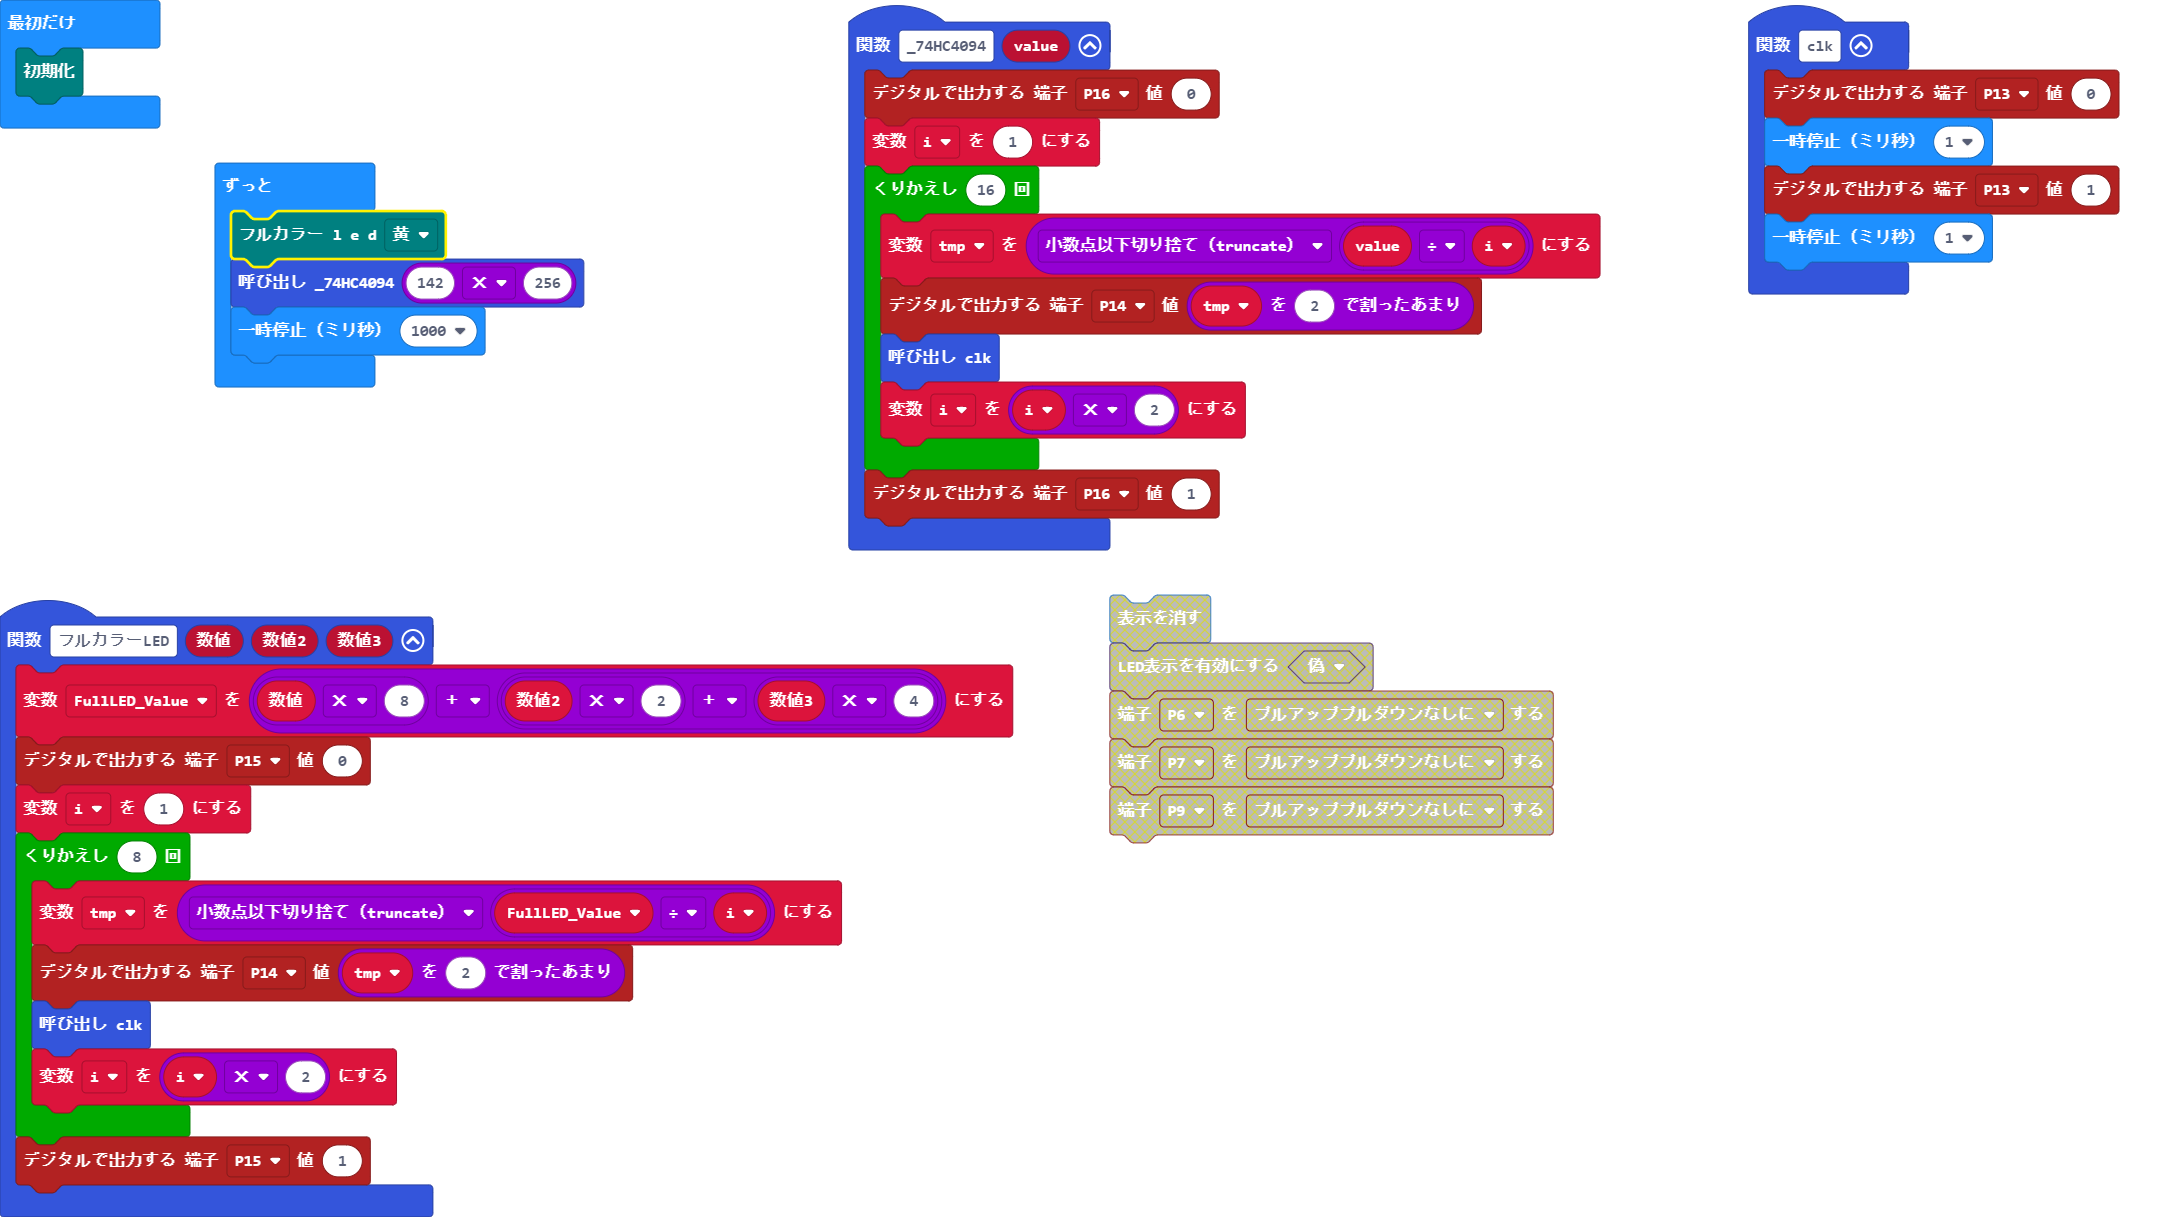 最初だけ
初期化
ずっと
フルカラー led 黄
呼び出し _74HC4094 142 × 256
一時停止（ミリ秒） 1000
関数 _74HC4094 value
デジタルで出力する 端子 P16 値 0
変数 i を 1 にする
くりかえし 16 回
変数 tmp を 小数点以下切り捨て（truncate） value ÷ i にする
デジタルで出力する 端子 P14 値 tmp を 2 で割ったあまり
呼び出し clk
変数 i を i × 2 にする
デジタルで出力する 端子 P16 値 1
関数 clk
デジタルで出力する 端子 P13 値 0
一時停止（ミリ秒） 1
デジタルで出力する 端子 P13 値 1
一時停止（ミリ秒） 1
関数 フルカラーLED 数値 数値2 数値3
変数 FullLED_Value を 数値 × 8 + 数値2 × 2 + 数値3 × 4 にする
デジタルで出力する 端子 P15 値 0
変数 i を 1 にする
くりかえし 8 回
変数 tmp を 小数点以下切り捨て（truncate） FullLED_Value ÷ i にする
デジタルで出力する 端子 P14 値 tmp を 2 で割ったあまり
呼び出し clk
変数 i を i × 2 にする
デジタルで出力する 端子 P15 値 1
表示を消す
LED表示を有効にする 偽
端子 P6 を プルアッププルダウンなしに する
端子 P7 を プルアッププルダウンなしに する
端子 P9 を プルアッププルダウンなしに する